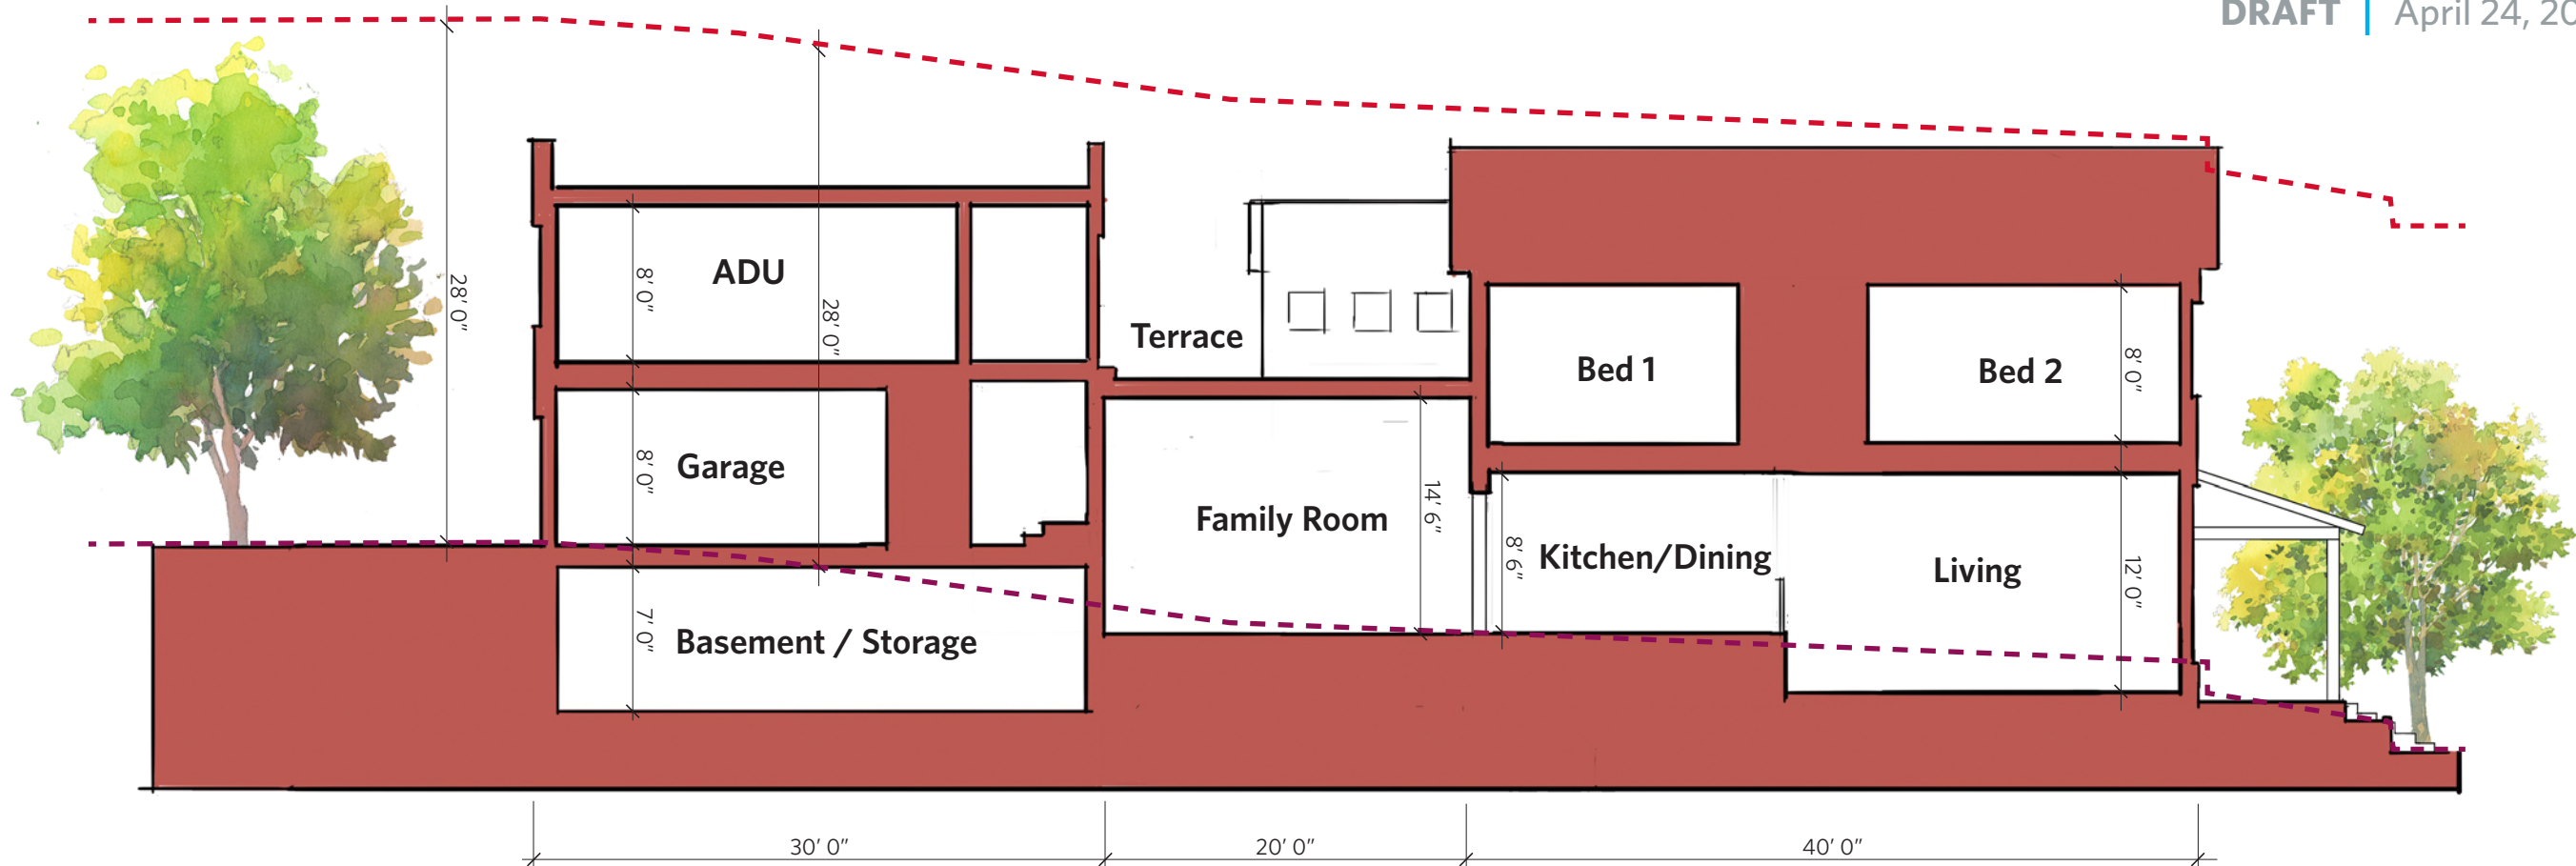 DRAFT | April 24, 20
28' 0"
28' 0"
ADU
8' 0"
Terrace
Bed 1
Bed 2
8' 0"
Garage
8' 0"
Family Room
14' 6"
8' 6"
Kitchen/Dining
Living
12' 0"
Basement / Storage
7' 0"
30' 0"
20' 0"
40' 0"